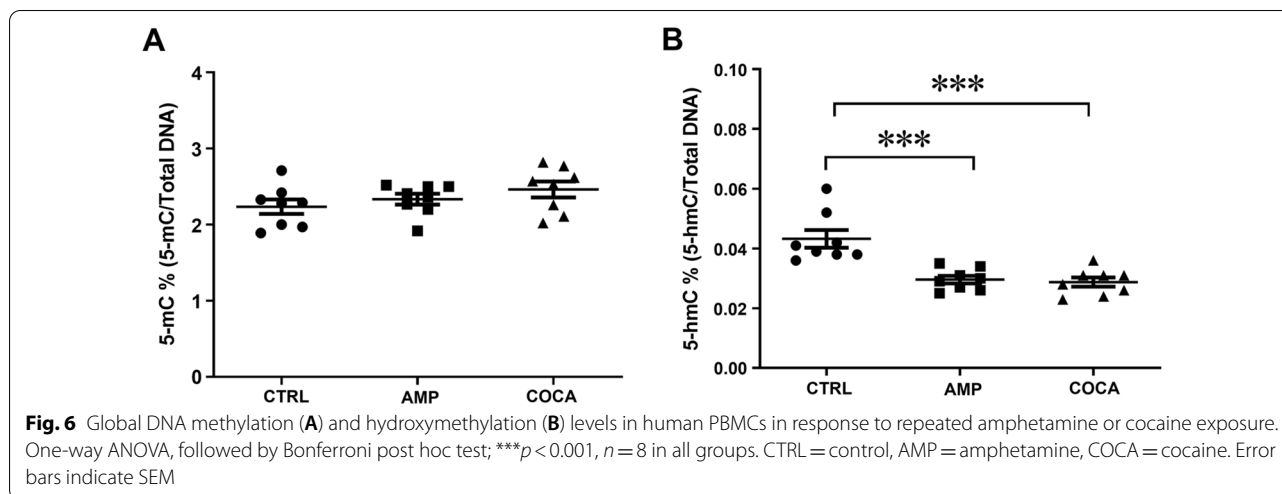 A
5-mC % (5-mC/Total DNA)
4
3
2
1
0
CTRL
AMP
COCA
B
5-hmC % (5-hmC/Total DNA)
0.10
0.08
0.06
0.04
0.02
0.00
***
***
CTRL
AMP
COCA
Fig. 6 Global DNA methylation (A) and hydroxymethylation (B) levels in human PBMCs in response to repeated amphetamine or cocaine exposure.
One-way ANOVA, followed by Bonferroni post hoc test; ***p < 0.001, n = 8 in all groups. CTRL = control, AMP = amphetamine, COCA = cocaine. Error
bars indicate SEM